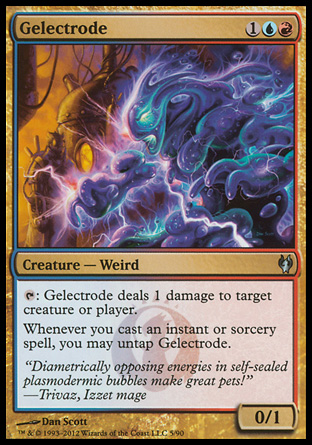 Gelectrode 1
Creature — Weird
: Gelectrode deals 1 damage to target
creature or player.
Whenever you cast an instant or sorcery
spell, you may untap Gelectrode.
“Diametrically opposing energies in self-sealed
plasmodermic bubbles make great pets!”
—Trivaz, Izzet mage
0/1
Dan Scott
™ & © 1993–2012 Wizards of the Coast LLC 5/90